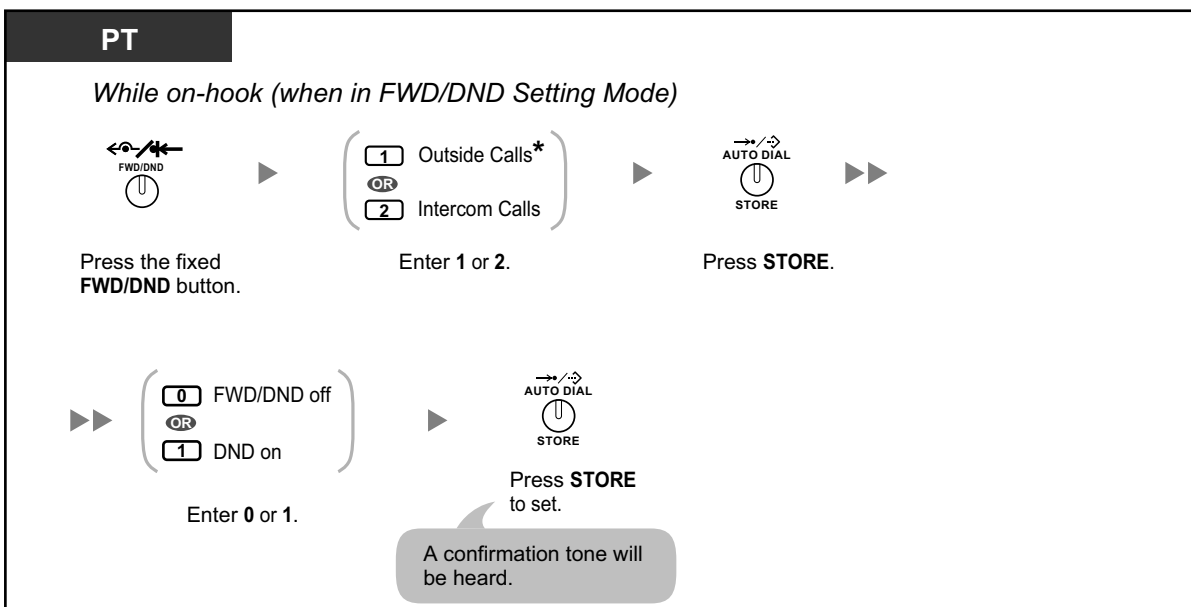 PT
While on-hook (when in FWD/DND Setting Mode)
FWD/DND
1 Outside Calls*
OR
2 Intercom Calls
AUTO DIAL
STORE
Press the fixed
FWD/DND button.
Enter 1 or 2.
Press STORE.
0 FWD/DND off
OR
1 DND on
Enter 0 or 1.
AUTO DIAL
STORE
Press STORE
to set.
A confirmation tone will
be heard.